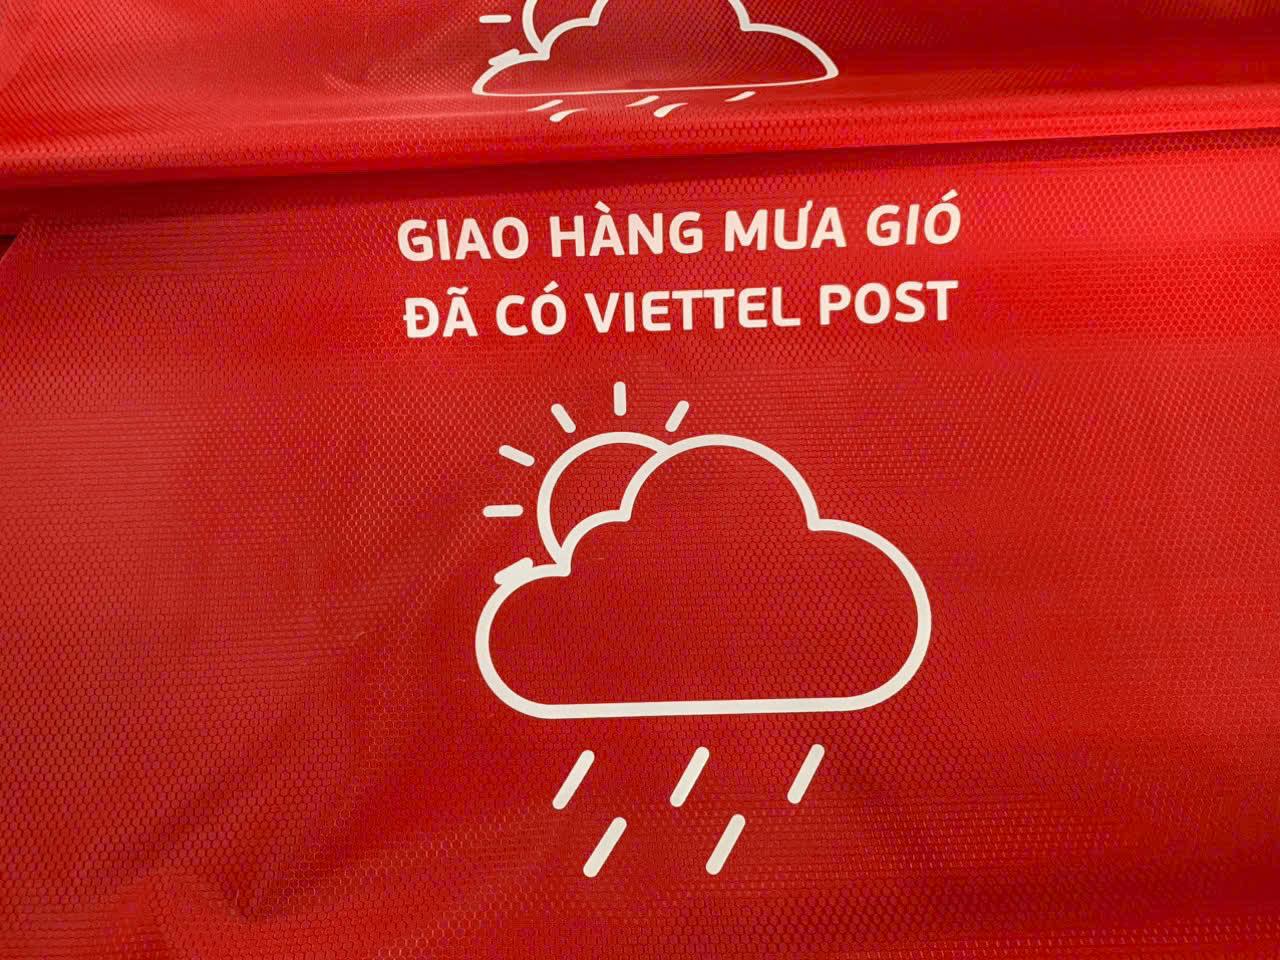 GIAO HÀNG MƯA GIÓ
ĐÃ CÓ VIETTEL POST